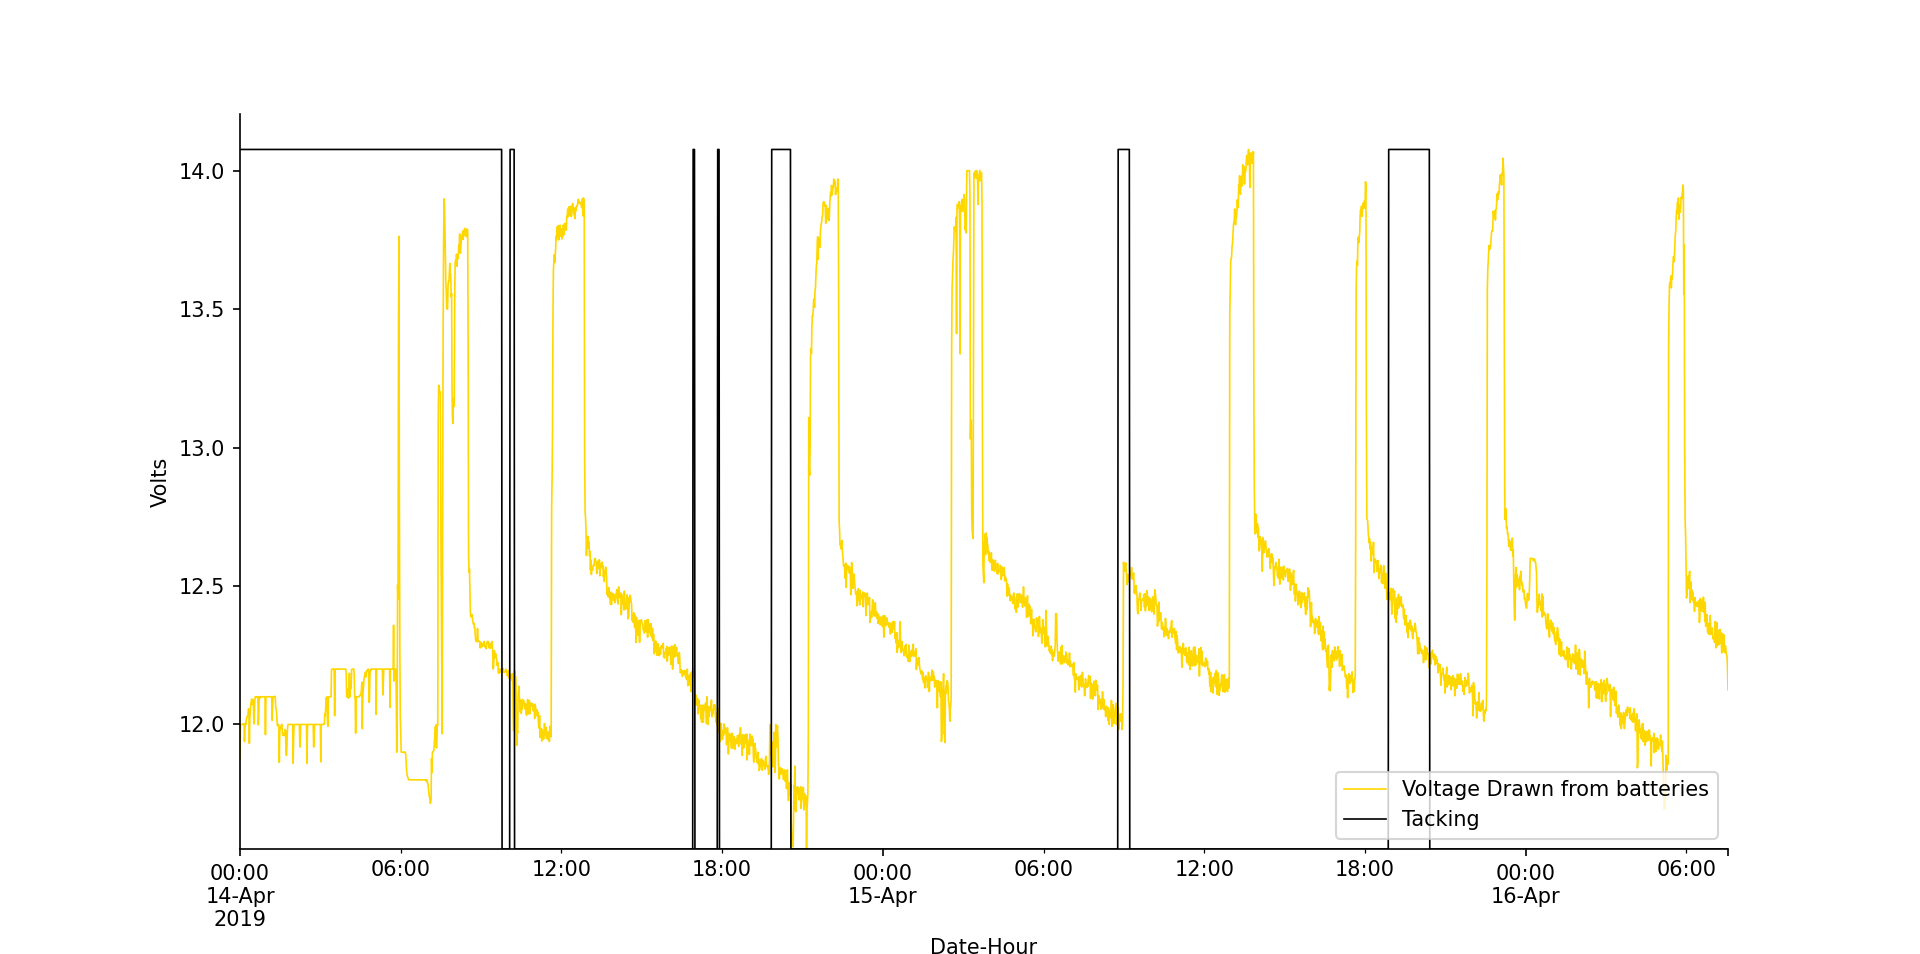 14.0
13.5
13.0
12.5
12.0
Volts
Voltage Drawn from batteries
Tacking
00:00 06:00 12:00 18:00 00:00 06:00 12:00 18:00 00:00 06:00
14-Apr 15-Apr 16-Apr
2019
Date-Hour